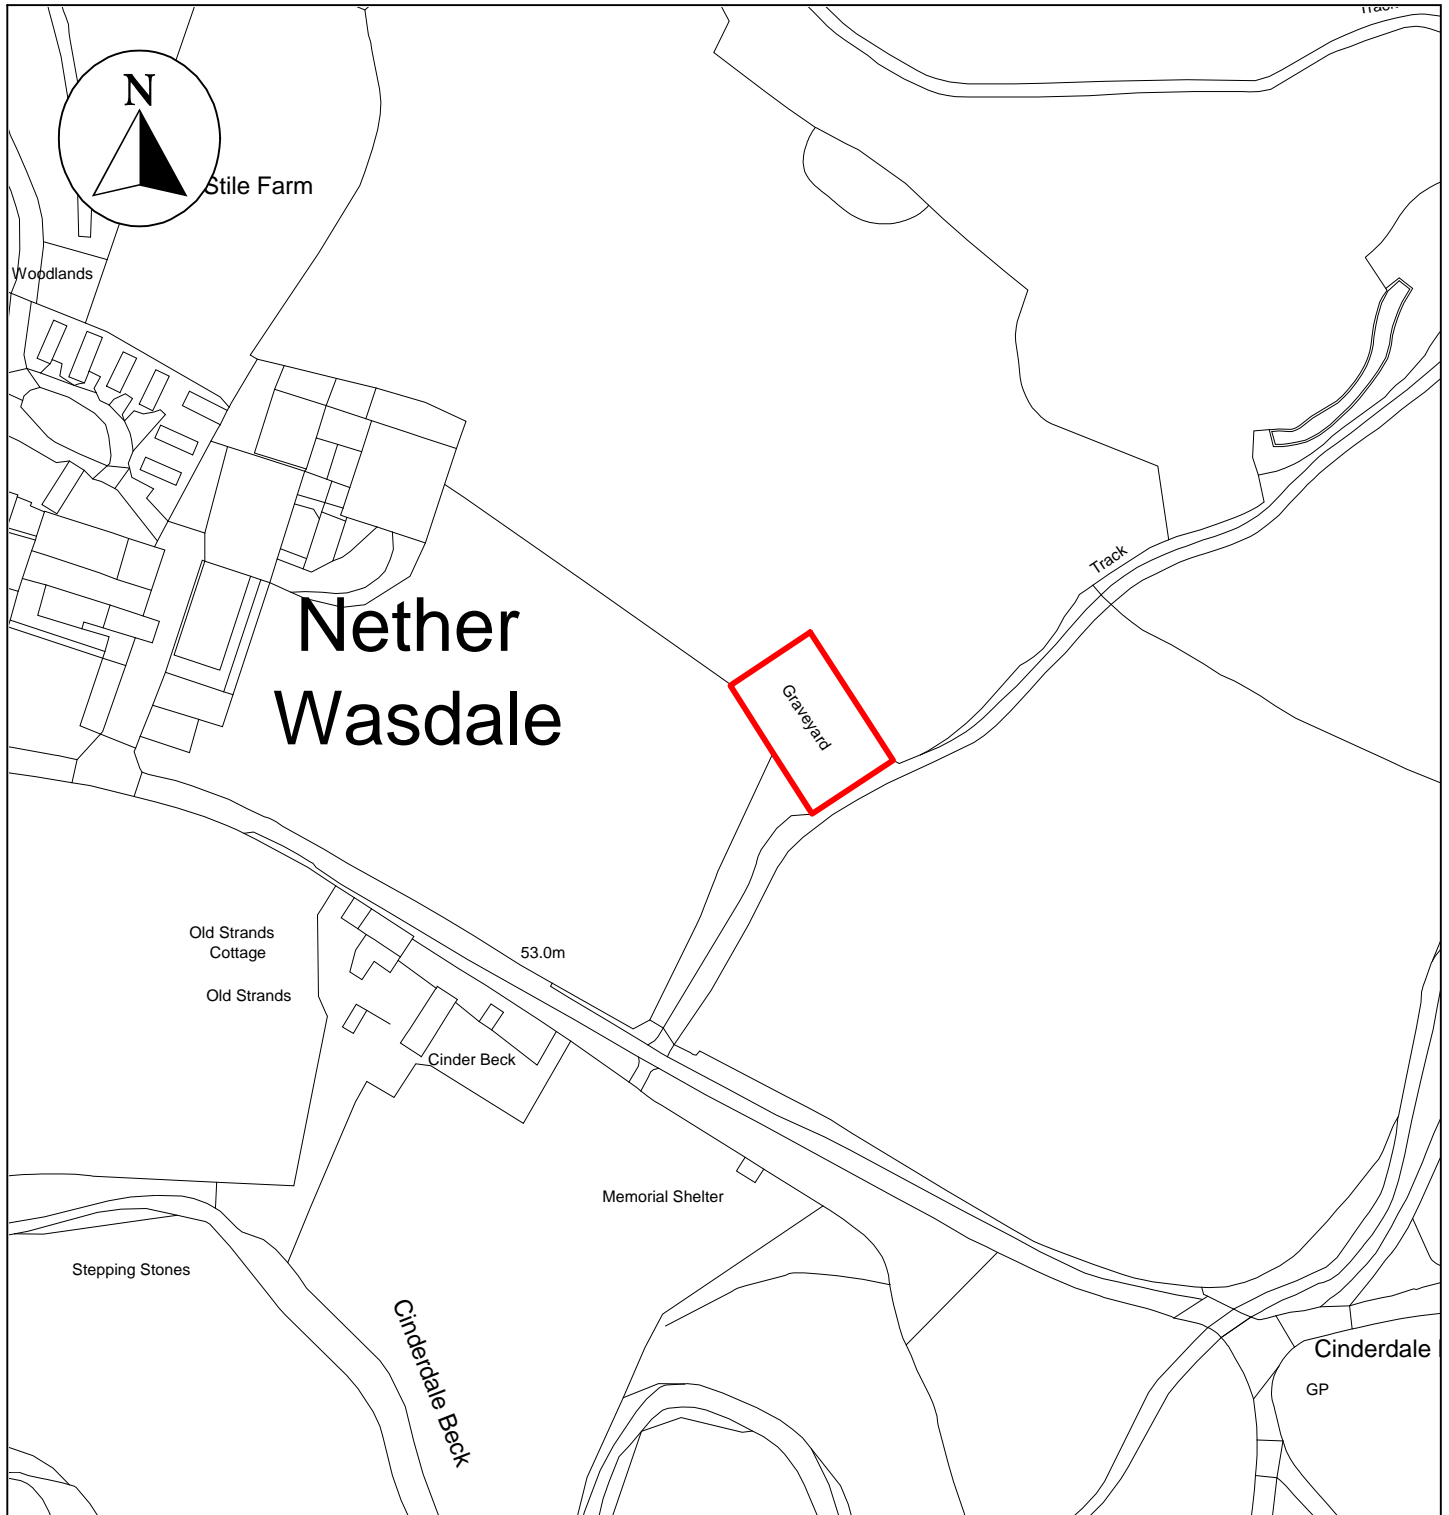 Track
N
Stile Farm
Woodlands
Track
Nether
Wasdale
Graveyard
Old Strands
Cottage
53.0m
Old Strands
Cinder Beck
Memorial Shelter
Stepping Stones
Cinderdale Beck
Cinderdale
GP